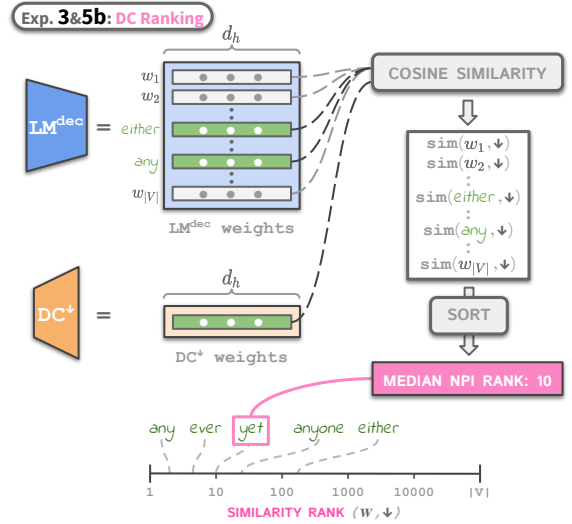 Exp. 3&5b: DC Ranking
d_h
w_1
w_2
either
any
w_|V|
LM^dec =
LM^dec weights
COSINE SIMILARITY
sim(w_1,↓)
sim(w_2,↓)
sim(either,↓)
sim(any,↓)
sim(w_|V|,↓)
SORT
d_h
DC^↓ =
DC^↓ weights
MEDIAN NPI RANK: 10
any ever yet anyone either
1 10 100 1000 10000 |V|
SIMILARITY RANK (W,↓)